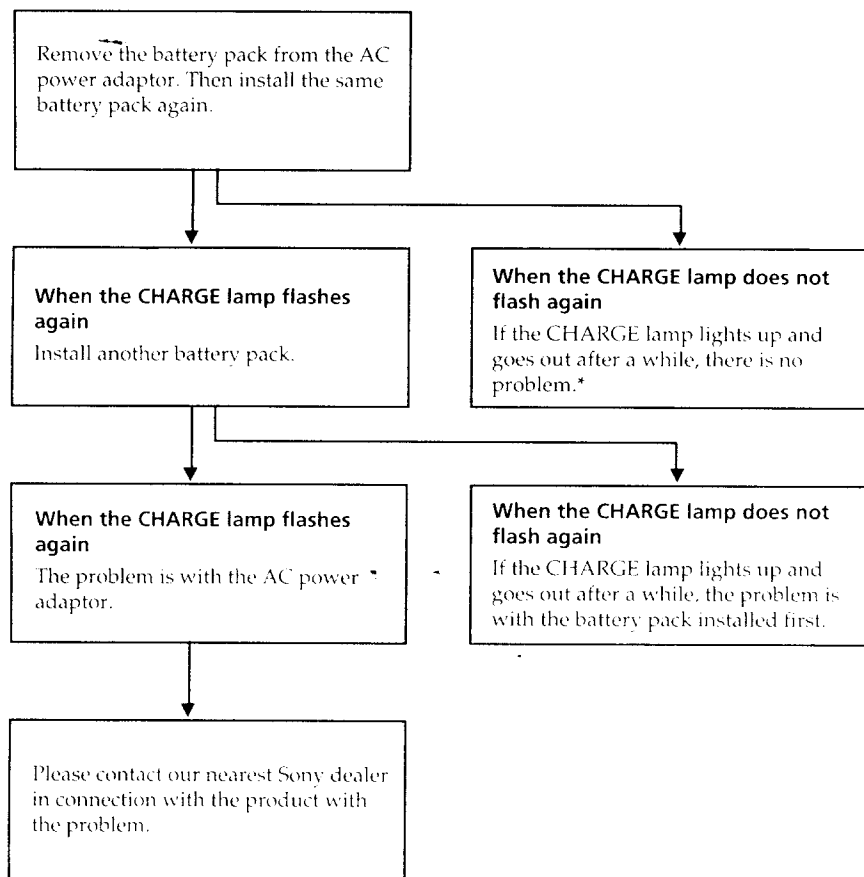 Remove the battery pack from the AC
power adaptor. Then install the same
battery pack again.
When the CHARGE lamp flashes
again
Install another battery pack.
When the CHARGE lamp does not
flash again
If the CHARGE lamp lights up and
goes out after a while, there is no
problem.*
When the CHARGE lamp flashes
again
The problem is with the AC power
adaptor.
When the CHARGE lamp does not
flash again
If the CHARGE lamp lights up and
goes out after a while, the problem is
with the battery pack installed first.
Please contact our nearest Sony dealer
in connection with the product with
the problem.